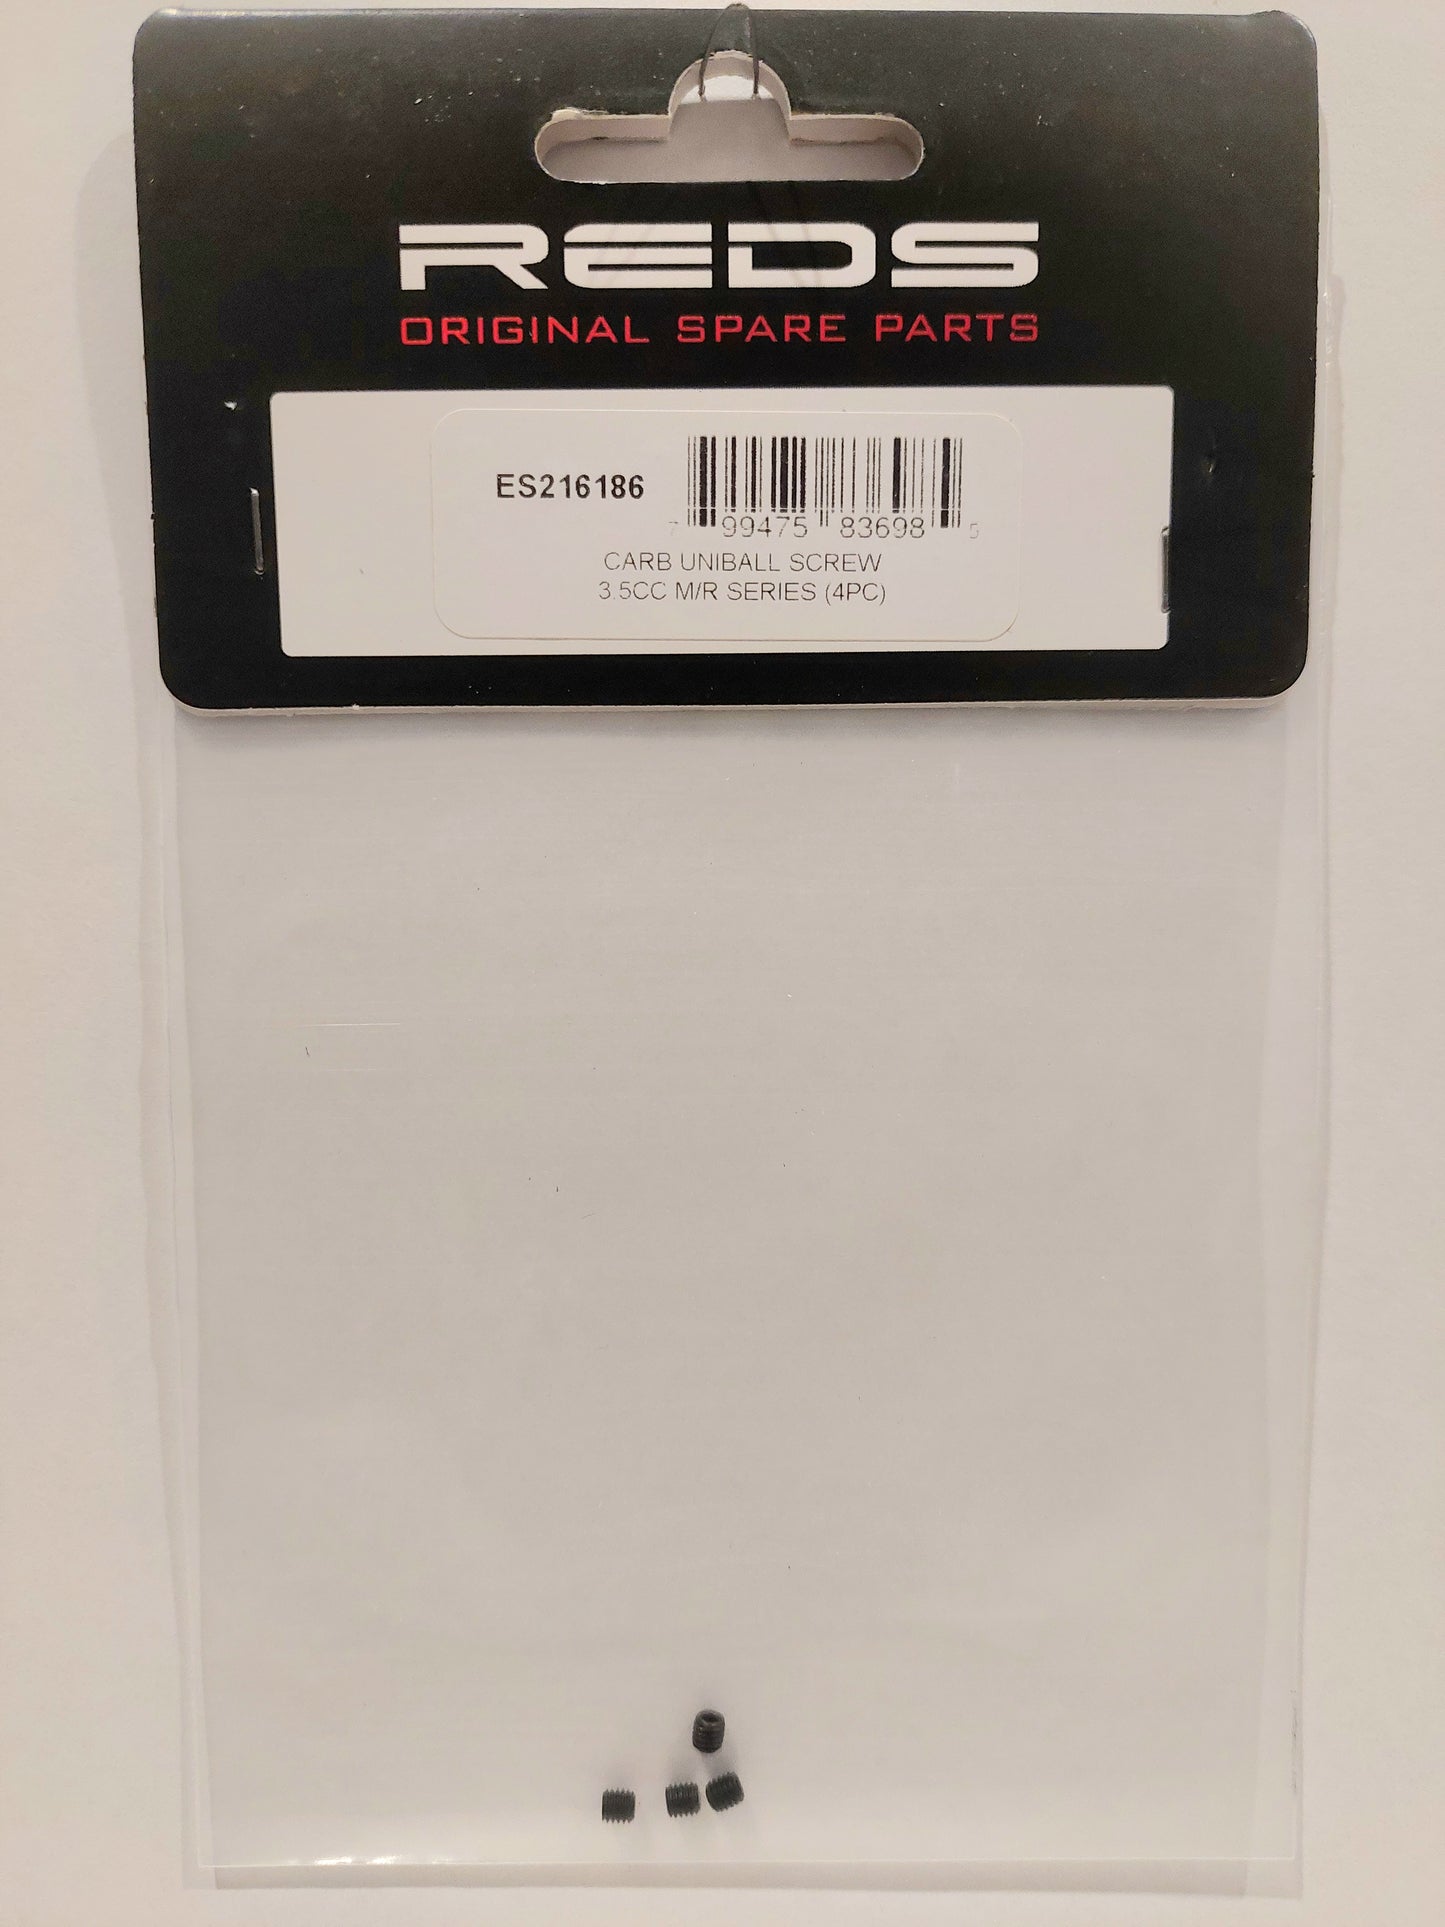 REDS
ORIGINAL SPARE PARTS
ES216186
7 99475 83698 5
CARB UNIBALL SCREW
3.5CC M/R SERIES (4PC)